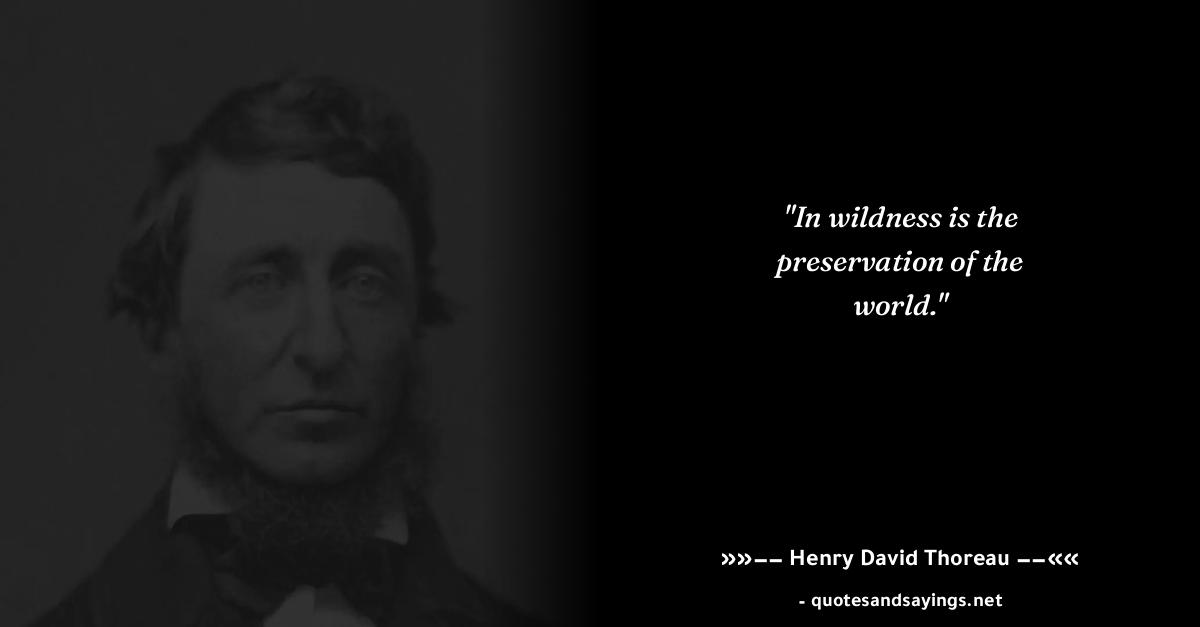 "In wildness is the
preservation of the
world."
»»−− Henry David Thoreau −−««
- quotesandsayings.net